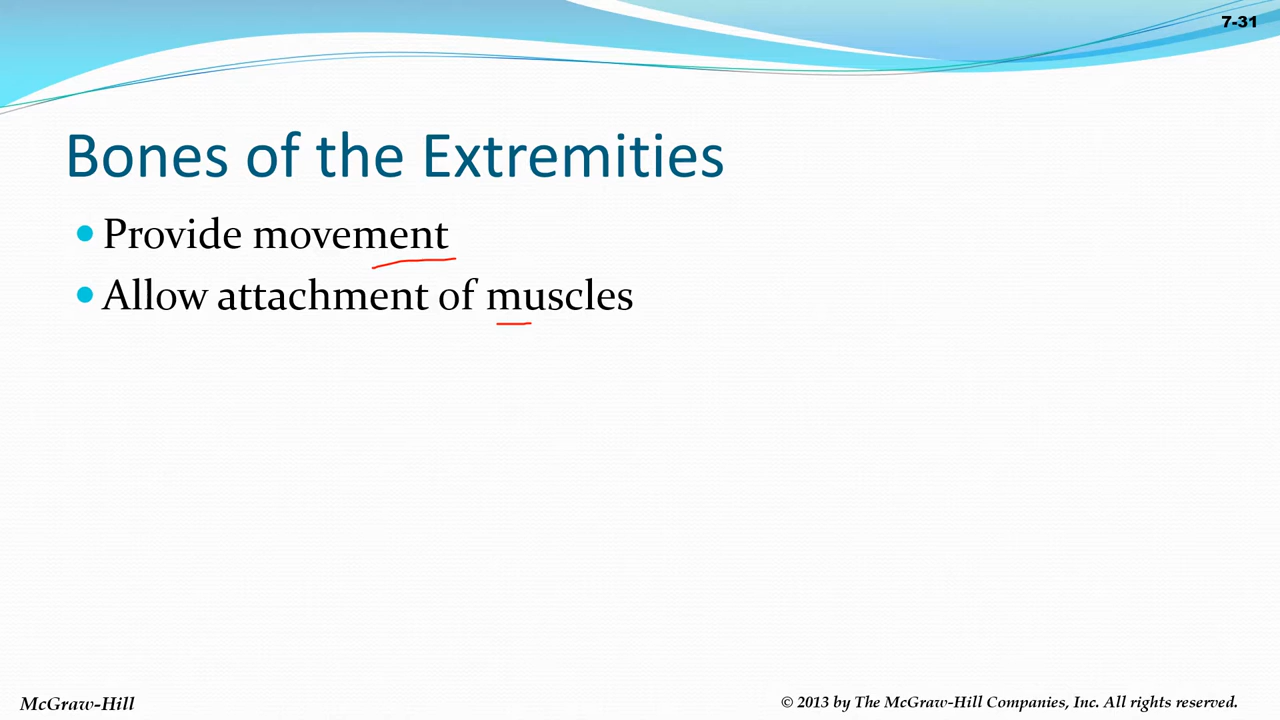 7-31
Bones of the Extremities
• Provide movement
• Allow attachment of muscles
McGraw-Hill
© 2013 by The McGraw-Hill Companies, Inc. All rights reserved.